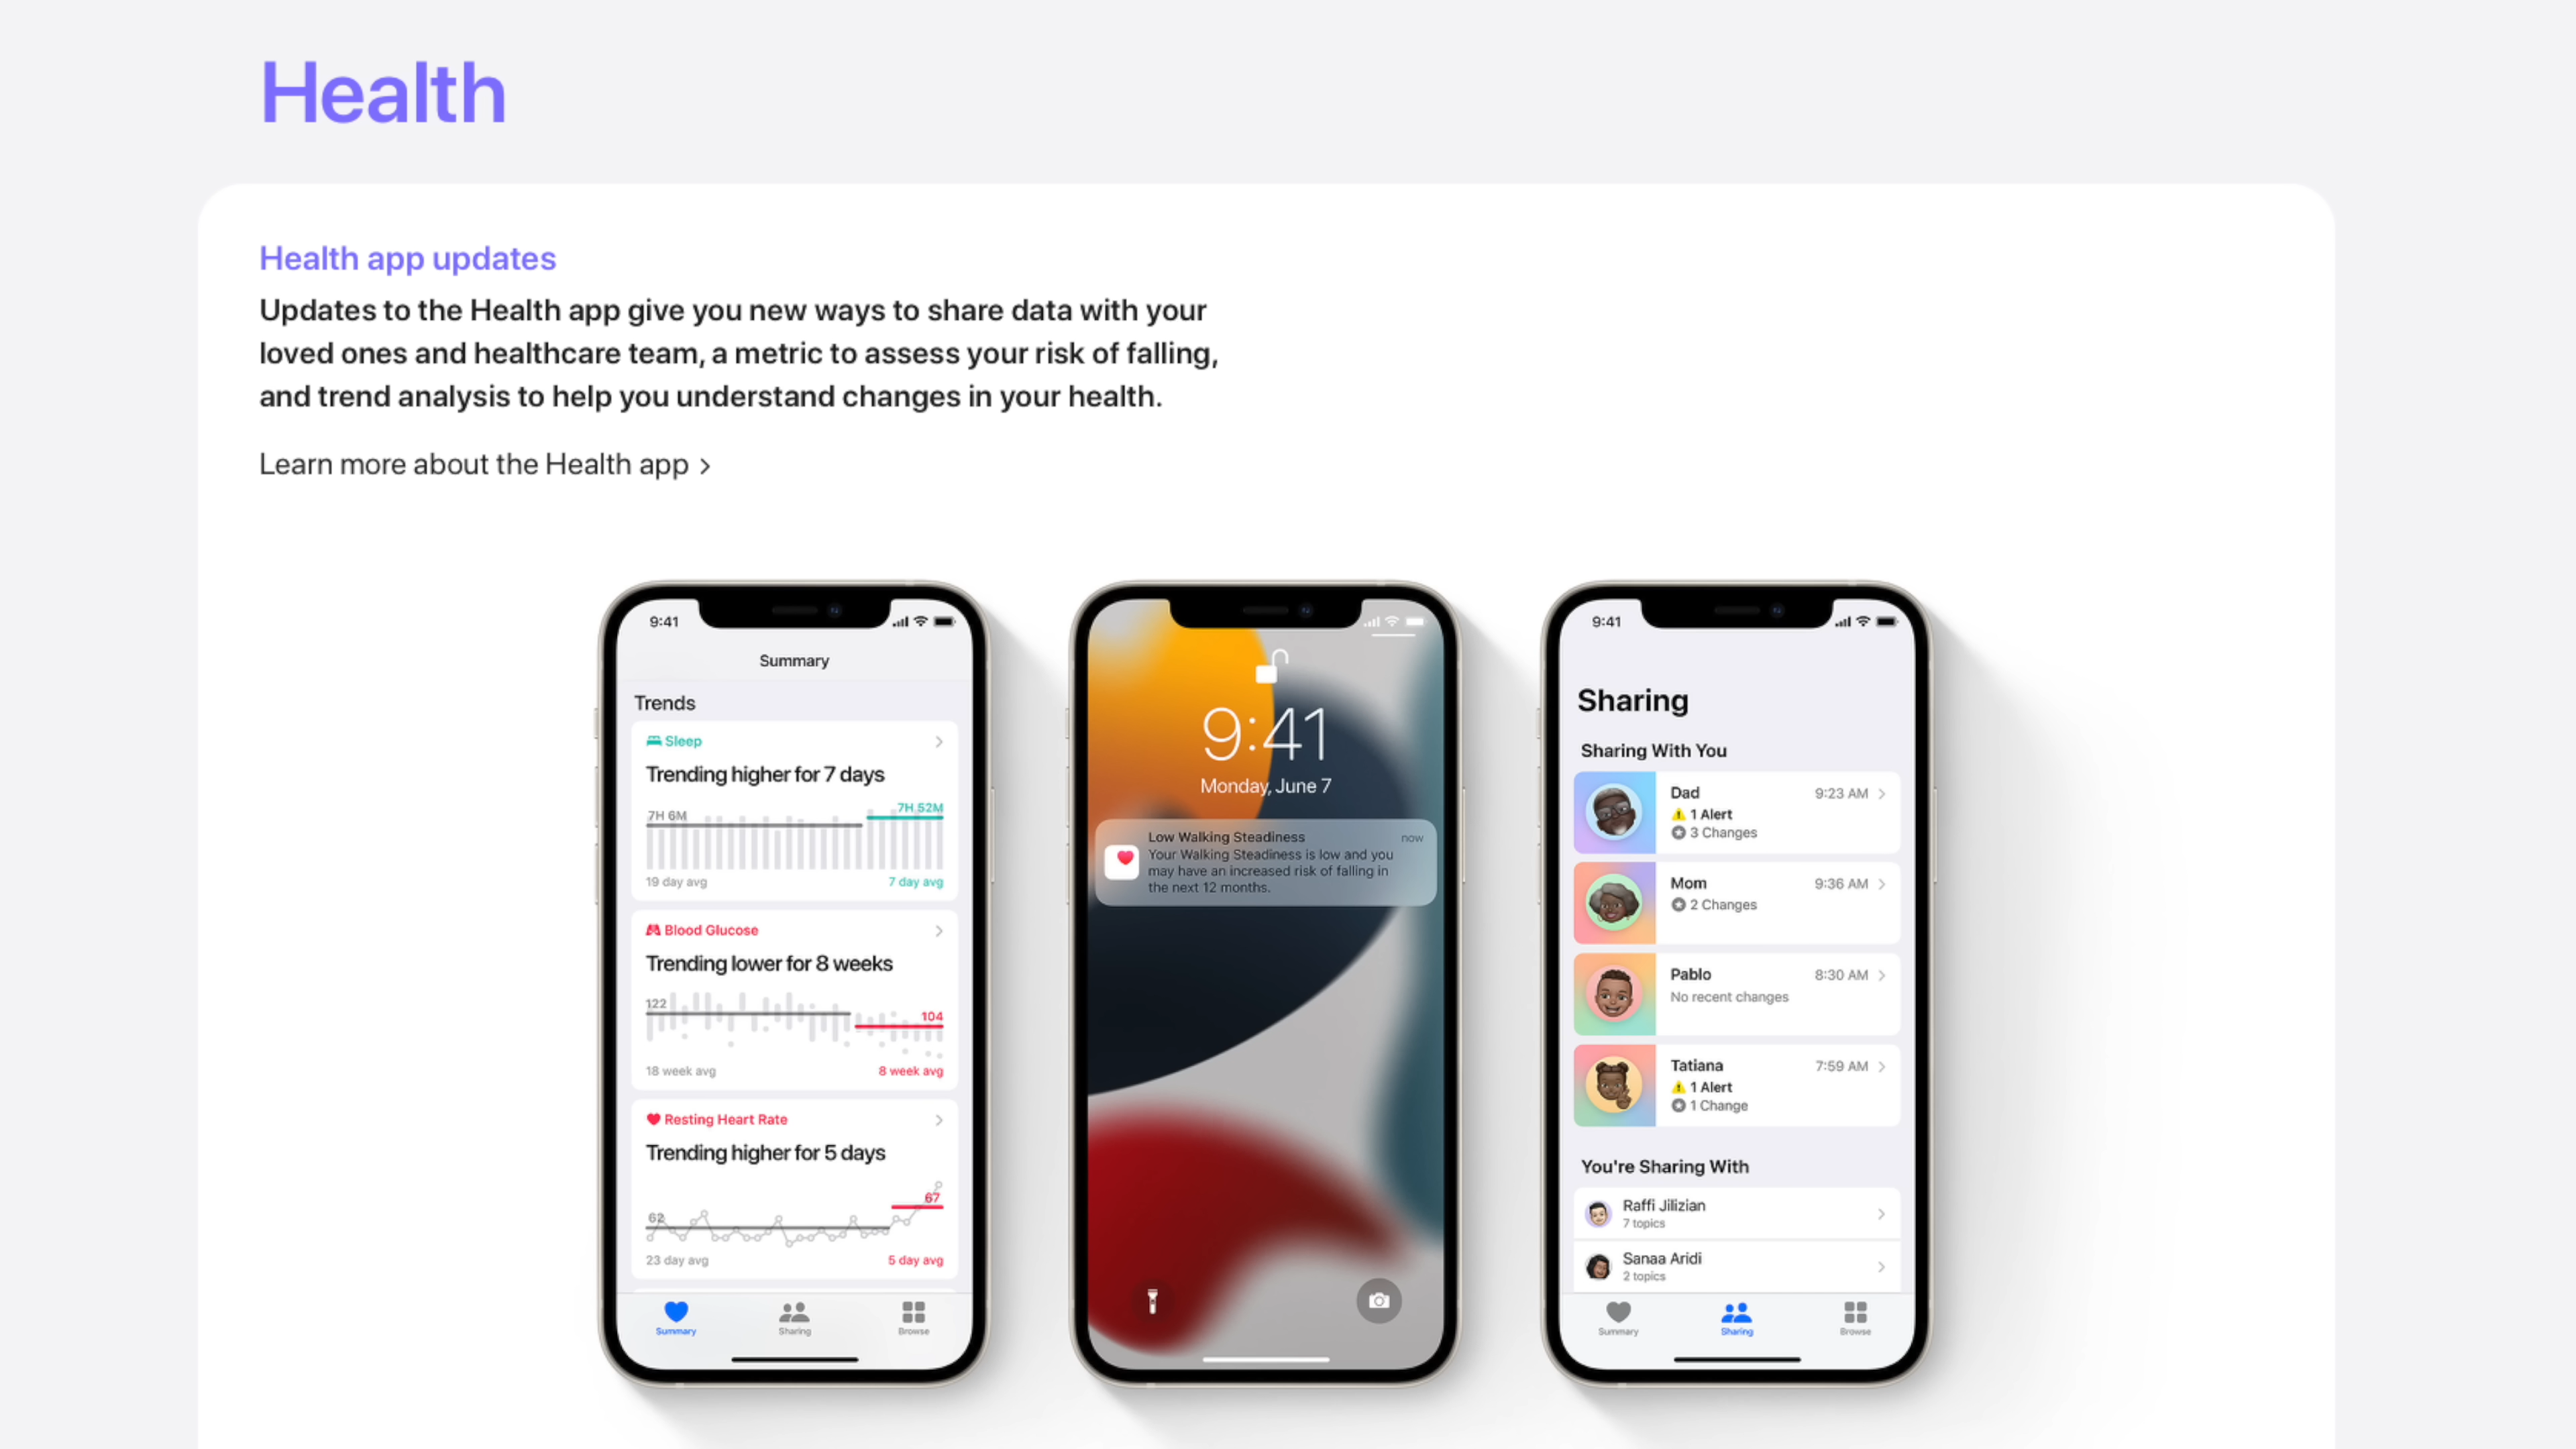 Health
Health app updates
Updates to the Health app give you new ways to share data with your
loved ones and healthcare team, a metric to assess your risk of falling,
and trend analysis to help you understand changes in your health.
Learn more about the Health app >
9:41
Summary
Trends
Sleep
Trending higher for 7 days
7H 6M
7H 52M
19 day avg
7 day avg
Blood Glucose
Trending lower for 8 weeks
122
104
18 week avg
8 week avg
Resting Heart Rate
Trending higher for 5 days
62
67
23 day avg
5 day avg
Summary
Sharing
Browse
9:41
Monday, June 7
Low Walking Steadiness
now
Your Walking Steadiness is low and you
may have an increased risk of falling in
the next 12 months.
9:41
Sharing
Sharing With You
Dad
9:23 AM
1 Alert
3 Changes
Mom
9:36 AM
2 Changes
Pablo
8:30 AM
No recent changes
Tatiana
7:59 AM
1 Alert
1 Change
You're Sharing With
Raffi Jilizian
7 topics
Sanaa Aridi
2 topics
Summary
Sharing
Browse